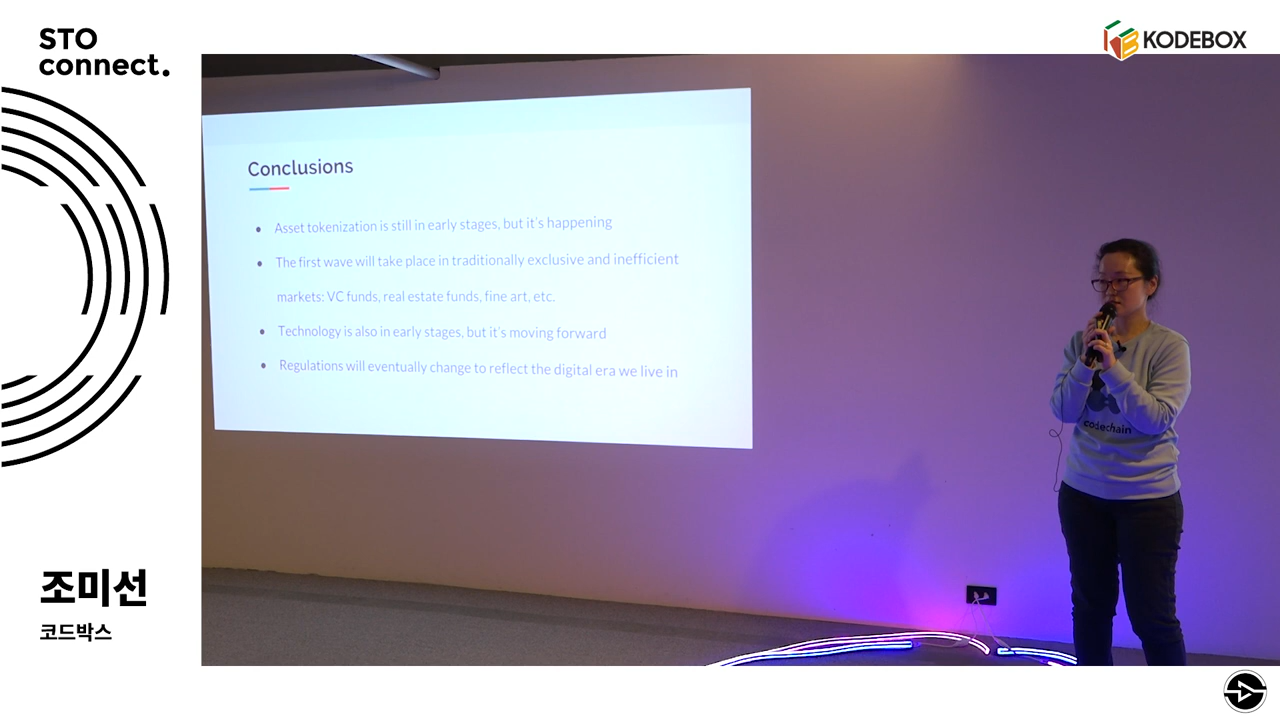 STO
connect.
KODEBOX
Conclusions
Asset tokenization is still in early stages, but it's happening
The first wave will take place in traditionally exclusive and inefficient
markets: VC funds, real estate funds, fine art, etc.
Technology is also in early stages, but it's moving forward
Regulations will eventually change to reflect the digital era we live in
codechain
조미선
코드박스